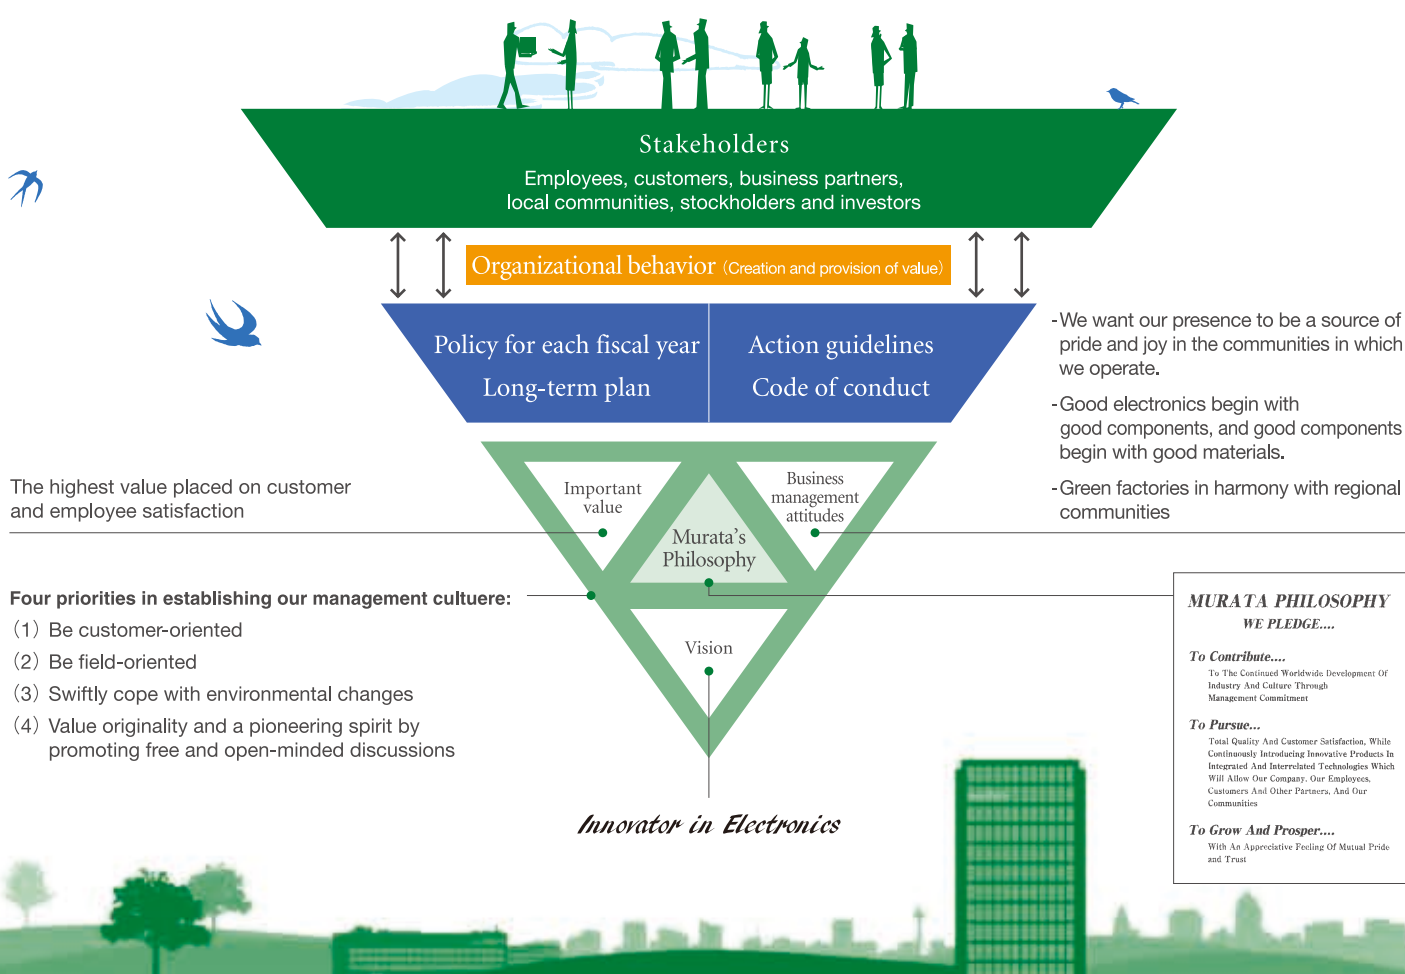 Stakeholders
Employees, customers, business partners,
local communities, stockholders and investors
Organizational behavior (Creation and provision of value)
Policy for each fiscal year
Long-term plan
Action guidelines
Code of conduct
-We want our presence to be a source of
pride and joy in the communities in which
we operate.
-Good electronics begin with
good components, and good components
begin with good materials.
-Green factories in harmony with regional
communities
Important
value
Business
management
attitudes
Murata's
Philosophy
Vision
The highest value placed on customer
and employee satisfaction
Four priorities in establishing our management cultuere:
(1) Be customer-oriented
(2) Be field-oriented
(3) Swiftly cope with environmental changes
(4) Value originality and a pioneering spirit by
promoting free and open-minded discussions
Innovator in Electronics
MURATA PHILOSOPHY
WE PLEDGE....
To Contribute....
To The Continued Worldwide Development Of
Industry And Culture Through
Management Commitment
To Pursue...
Total Quality And Customer Satisfaction, While
Continuously Introducing Innovative Products In
Integrated And Interrelated Technologies Which
Will Allow Our Company, Our Employees,
Customers And Other Partners, And Our
Communities
To Grow And Prosper....
With An Appreciative Feeling Of Mutual Pride
and Trust